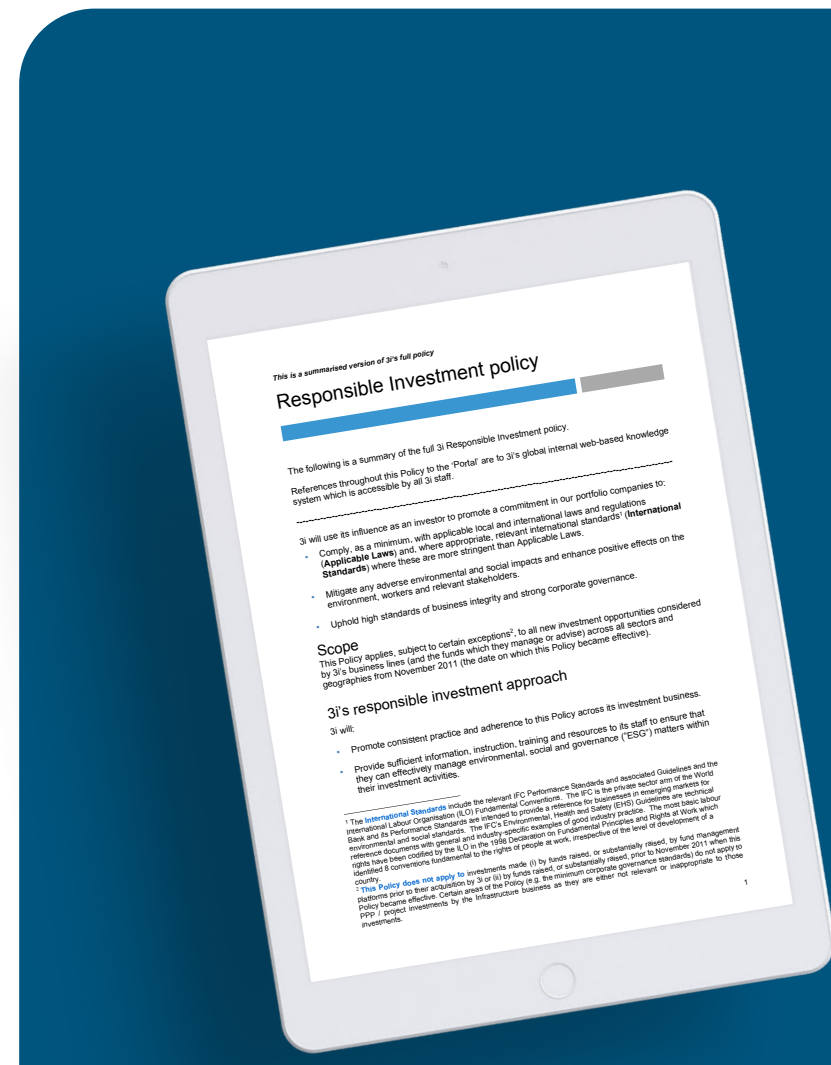 This is a summarised version of 3i's full policy
Responsible Investment policy
The following is a summary of the full 3i Responsible Investment policy.
References throughout this Policy to the 'Portal' are to 3i's global internal web-based knowledge
system which is accessible by all 3i staff.
3i will use its influence as an investor to promote a commitment in our portfolio companies to:
• Comply, as a minimum, with applicable local and international laws and regulations
(Applicable Laws) and, where appropriate, relevant international standards¹ (International
Standards) where these are more stringent than Applicable Laws.
• Mitigate any adverse environmental and social impacts and enhance positive effects on the
environment, workers and relevant stakeholders.
• Uphold high standards of business integrity and strong corporate governance.
Scope
This Policy applies, subject to certain exceptions², to all new investment opportunities considered
by 3i's business lines (and the funds which they manage or advise) across all sectors and
geographies from November 2011 (the date on which this Policy became effective).
3i's responsible investment approach
3i will:
• Promote consistent practice and adherence to this Policy across its investment business.
• Provide sufficient information, instruction, training and resources to its staff to ensure that
they can effectively manage environmental, social and governance ("ESG") matters within
their investment activities.
¹ The International Standards include the relevant IFC Performance Standards and associated Guidelines and the
International Labour Organisation (ILO) Fundamental Conventions. The IFC is the private sector arm of the World
Bank and its Performance Standards are intended to provide a reference for businesses in emerging markets for
environmental and social standards. The IFC's Environmental, Health and Safety (EHS) Guidelines are technical
reference documents with general and industry-specific examples of good industry practice. The most basic labour
rights have been codified by the ILO in the 1998 Declaration on Fundamental Principles and Rights at Work which
identified 8 conventions fundamental to the rights of people at work, irrespective of the level of development of a
country.
² This Policy does not apply to investments made (i) by funds raised, or substantially raised, by fund management
platforms prior to their acquisition by 3i or (ii) by funds raised, or substantially raised, prior to November 2011 when this
Policy became effective. Certain areas of the Policy (e.g. the minimum corporate governance standards) do not apply to
PPP / project investments by the Infrastructure business as they are either not relevant or inappropriate to those
investments.
1